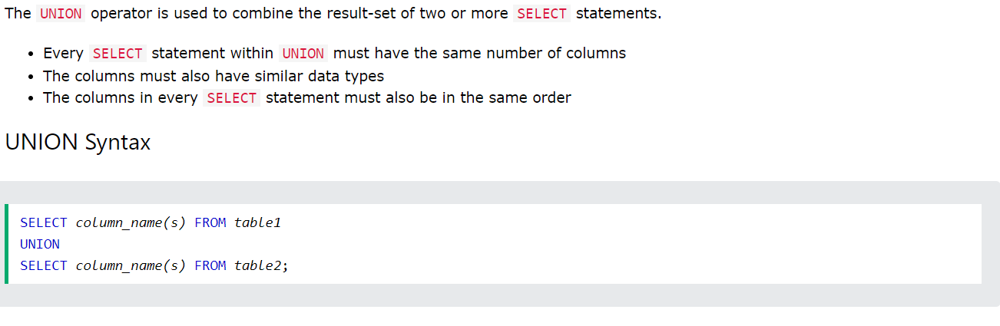 The UNION operator is used to combine the result-set of two or more SELECT statements.
• Every SELECT statement within UNION must have the same number of columns
• The columns must also have similar data types
• The columns in every SELECT statement must also be in the same order
UNION Syntax
SELECT column_name(s) FROM table1
UNION
SELECT column_name(s) FROM table2;